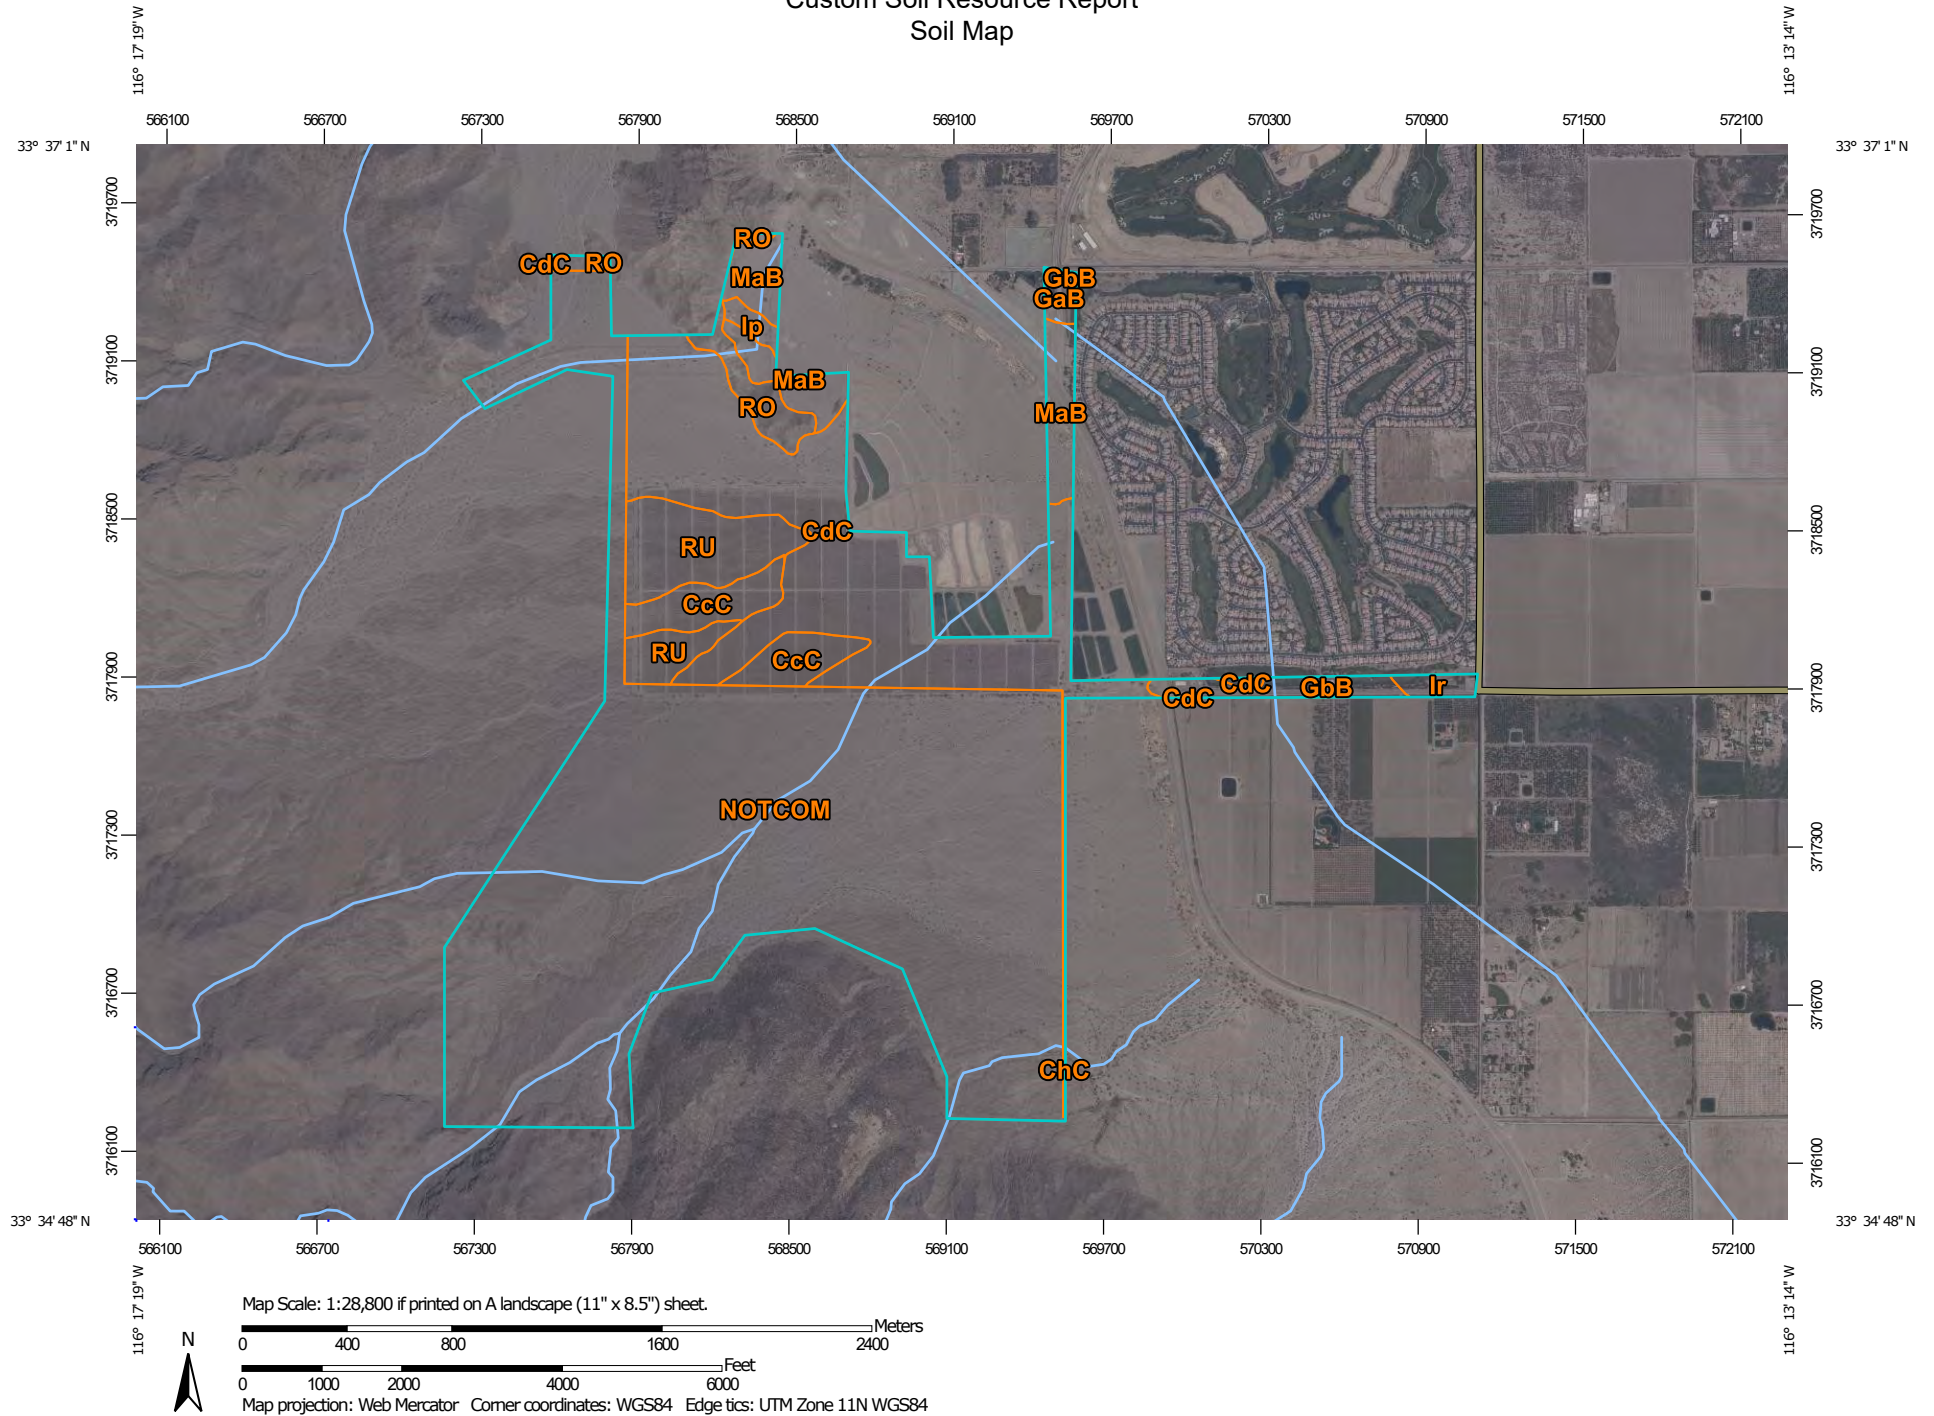 Custom Soil Resource Report
Soil Map
116° 17' 19" W
116° 13' 14" W
566100 566700 567300 567900 568500 569100 569700 570300 570900 571500 572100
33° 37' 1" N
33° 37' 1" N
3719700
3719700
RO
CdC
RO
MaB
GbB
GaB
Ip
3719100
3719100
MaB
RO
MaB
3718500
3718500
CdC
RU
CcC
RU
CcC
3717900
3717900
CdC
CdC
GbB
Ir
NOTCOM
3717300
3717300
3716700
3716700
ChC
3716100
3716100
33° 34' 48" N
33° 34' 48" N
566100 566700 567300 567900 568500 569100 569700 570300 570900 571500 572100
116° 17' 19" W
116° 13' 14" W
Map Scale: 1:28,800 if printed on A landscape (11" x 8.5") sheet.
Meters
0 400 800 1600 2400
Feet
0 1000 2000 4000 6000
N
Map projection: Web Mercator Corner coordinates: WGS84 Edge tics: UTM Zone 11N WGS84